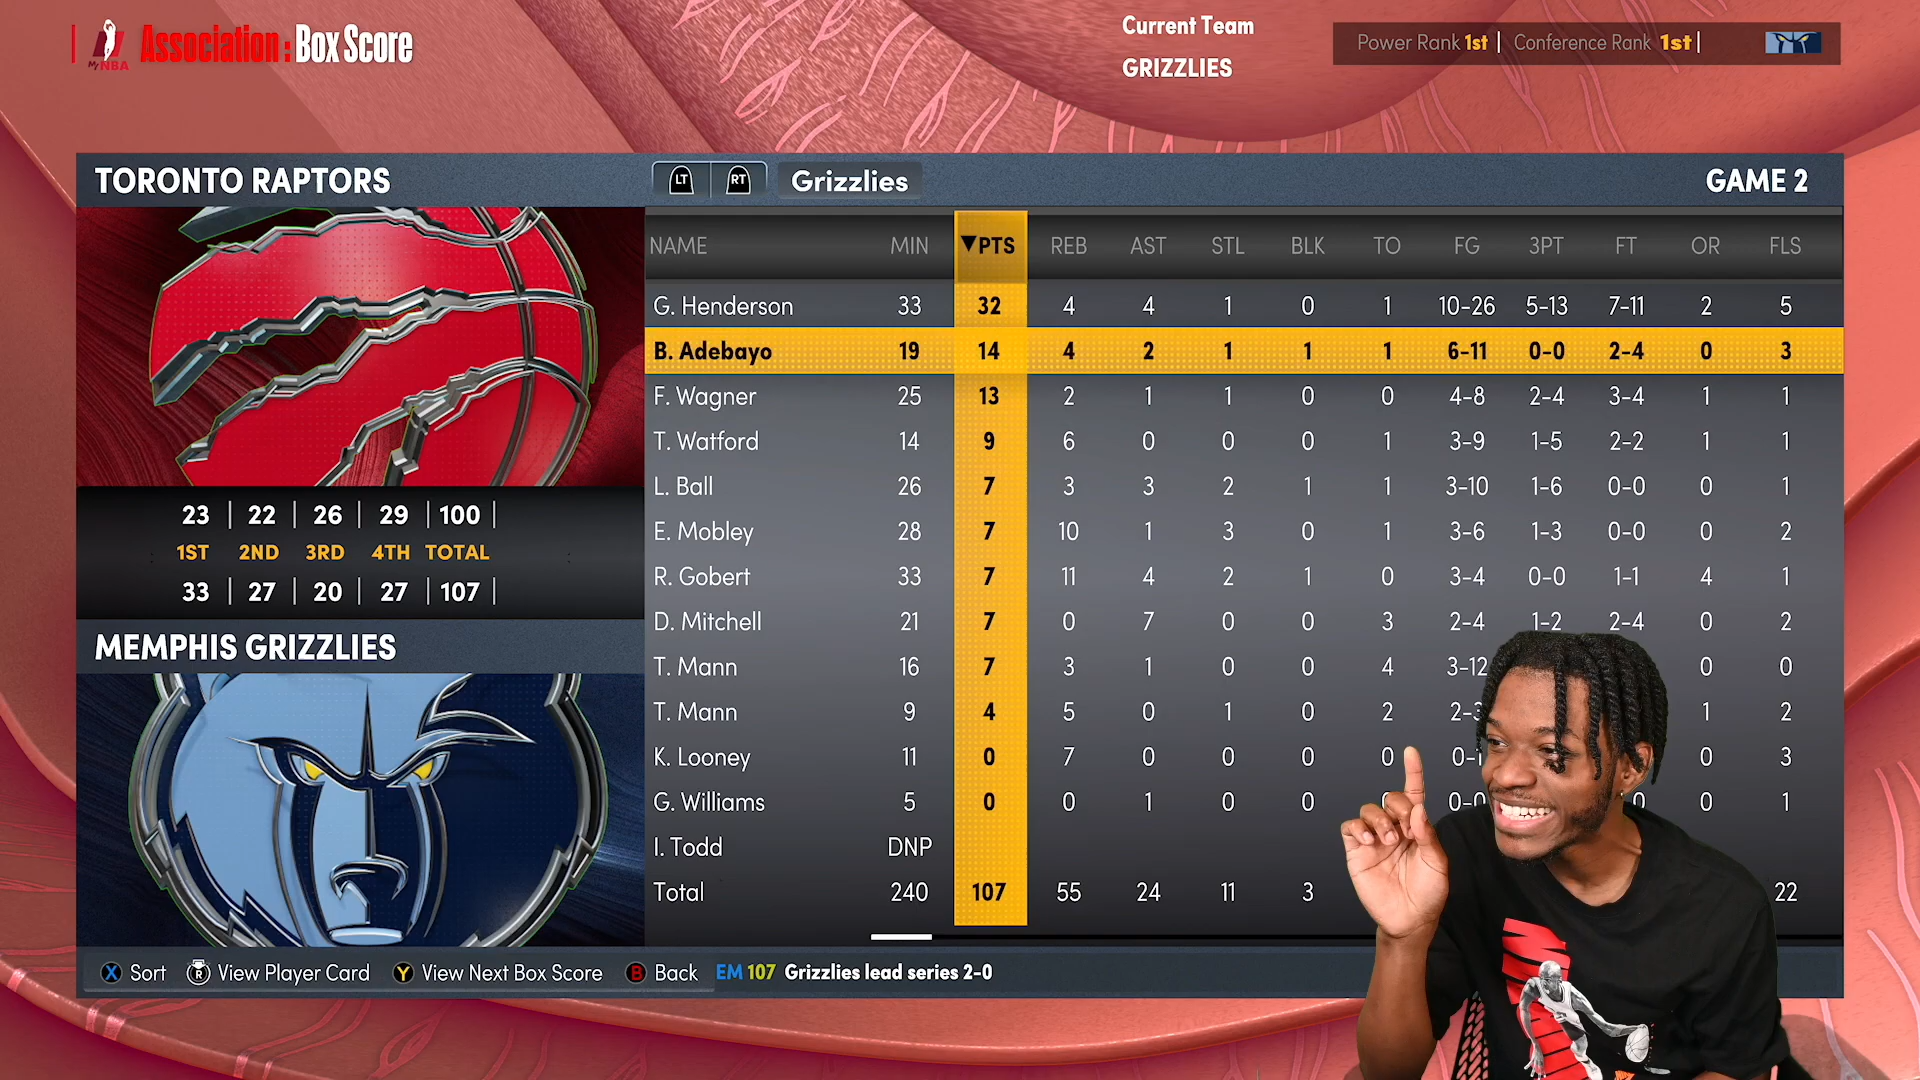 MyNBA Association : Box Score
Current Team
GRIZZLIES
Power Rank 1st | Conference Rank 1st |
TORONTO RAPTORS
LT RT Grizzlies
GAME 2
NAME MIN ▼PTS REB AST STL BLK TO FG 3PT FT OR FLS
G. Henderson 33 32 4 4 1 0 1 10-26 5-13 7-11 2 5
B. Adebayo 19 14 4 2 1 1 1 6-11 0-0 2-4 0 3
F. Wagner 25 13 2 1 1 0 0 4-8 2-4 3-4 1 1
T. Watford 14 9 6 0 0 0 1 3-9 1-5 2-2 1 1
L. Ball 26 7 3 3 2 1 1 3-10 1-6 0-0 0 1
E. Mobley 28 7 10 1 3 0 1 3-6 1-3 0-0 0 2
R. Gobert 33 7 11 4 2 1 0 3-4 0-0 1-1 4 1
D. Mitchell 21 7 0 7 0 0 3 2-4 1-2 2-4 0 2
T. Mann 16 7 3 1 0 0 4 3-12 0 0
T. Mann 9 4 5 0 1 0 2 2-3 1 2
K. Looney 11 0 7 0 0 0 0 0-1 0 3
G. Williams 5 0 0 1 0 0 0 0-0 0 0 1
I. Todd DNP
Total 240 107 55 24 11 3 22
23 | 22 | 26 | 29 | 100 |
1ST 2ND 3RD 4TH TOTAL
33 | 27 | 20 | 27 | 107 |
MEMPHIS GRIZZLIES
X Sort R View Player Card Y View Next Box Score B Back EM 107 Grizzlies lead series 2-0